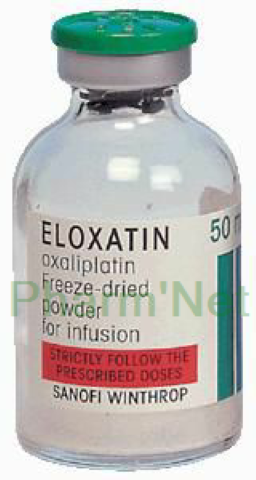 ELOXATIN 50 m
oxaliplatin
Freeze-dried
Pharm'Net
powder
for infusion
STRICTLY FOLLOW THE
PRESCRIBED DOSES
SANOFI WINTHROP